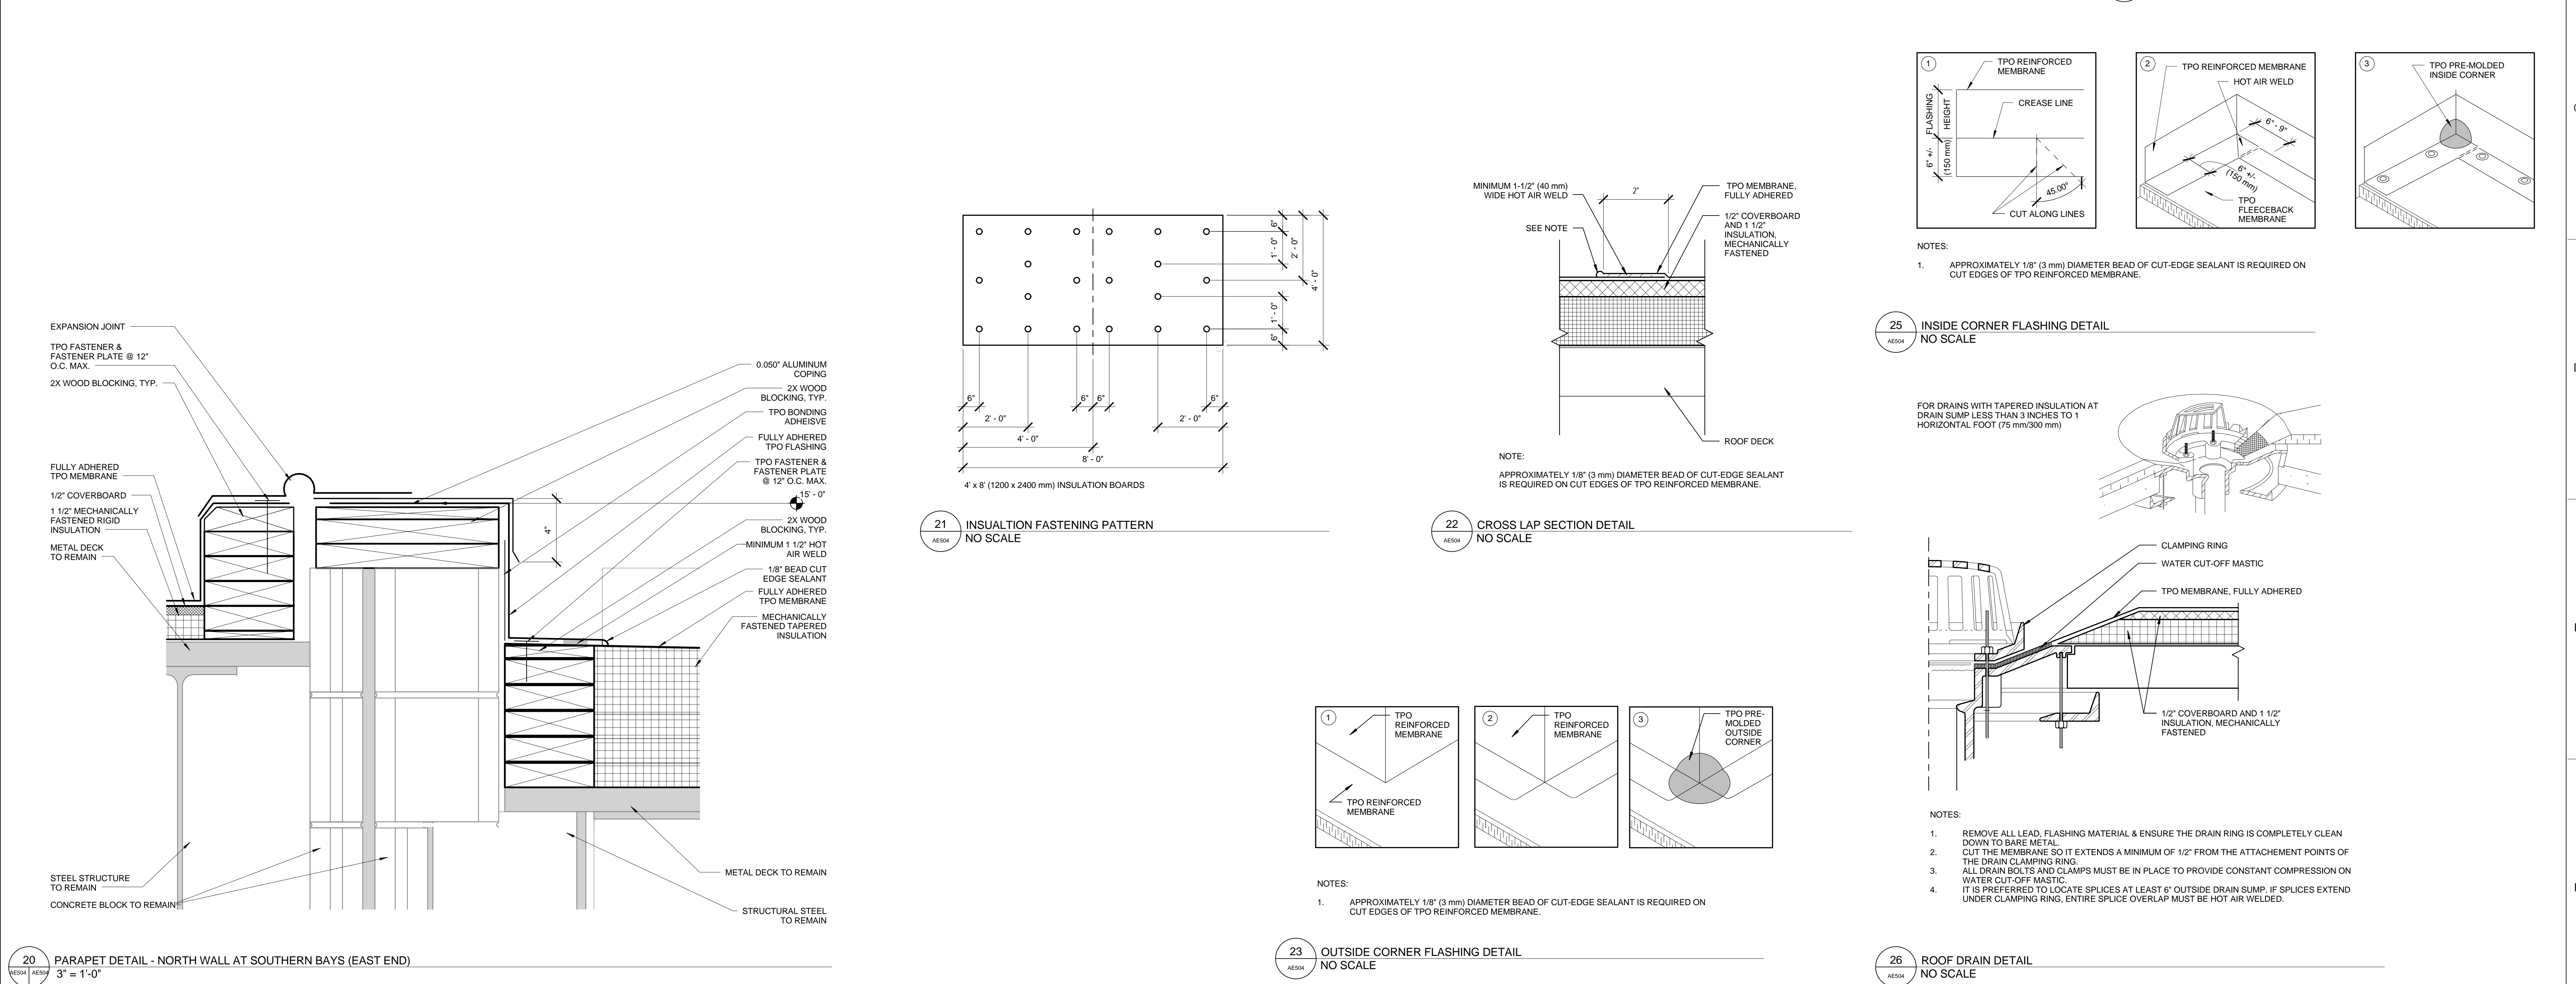 EXPANSION JOINT
TPO FASTENER &
FASTENER PLATE @ 12"
O.C. MAX.
2X WOOD BLOCKING, TYP.
FULLY ADHERED
TPO MEMBRANE
1/2" COVERBOARD
1 1/2" MECHANICALLY
FASTENED RIGID
INSULATION
METAL DECK
TO REMAIN
STEEL STRUCTURE
TO REMAIN
CONCRETE BLOCK TO REMAIN
0.050" ALUMINUM
COPING
2X WOOD
BLOCKING, TYP.
TPO BONDING
ADHEISVE
FULLY ADHERED
TPO FLASHING
TPO FASTENER &
FASTENER PLATE
@ 12" O.C. MAX.
15' - 0"
4"
2X WOOD
BLOCKING, TYP.
MINIMUM 1 1/2" HOT
AIR WELD
1/8" BEAD CUT
EDGE SEALANT
FULLY ADHERED
TPO MEMBRANE
MECHANICALLY
FASTENED TAPERED
INSULATION
METAL DECK TO REMAIN
STRUCTURAL STEEL
TO REMAIN
20
AE504 AE504
PARAPET DETAIL - NORTH WALL AT SOUTHERN BAYS (EAST END)
3" = 1'-0"
6"
1' - 0"
2' - 0"
4' - 0"
1' - 0"
6"
6"
6" 6"
6"
2' - 0"
2' - 0"
4' - 0"
8' - 0"
4' x 8' (1200 x 2400 mm) INSULATION BOARDS
21
AE504
INSUALTION FASTENING PATTERN
NO SCALE
MINIMUM 1-1/2" (40 mm)
WIDE HOT AIR WELD
SEE NOTE
2"
TPO MEMBRANE,
FULLY ADHERED
1/2" COVERBOARD
AND 1 1/2"
INSULATION,
MECHANICALLY
FASTENED
ROOF DECK
NOTE:
APPROXIMATELY 1/8" (3 mm) DIAMETER BEAD OF CUT-EDGE SEALANT
IS REQUIRED ON CUT EDGES OF TPO REINFORCED MEMBRANE.
22
AE504
CROSS LAP SECTION DETAIL
NO SCALE
1
TPO
REINFORCED
MEMBRANE
TPO REINFORCED
MEMBRANE
2
TPO
REINFORCED
MEMBRANE
3
TPO PRE-
MOLDED
OUTSIDE
CORNER
NOTES:
1. APPROXIMATELY 1/8" (3 mm) DIAMETER BEAD OF CUT-EDGE SEALANT IS REQUIRED ON
CUT EDGES OF TPO REINFORCED MEMBRANE.
23
AE504
OUTSIDE CORNER FLASHING DETAIL
NO SCALE
1
TPO REINFORCED
MEMBRANE
CREASE LINE
FLASHING
HEIGHT
6" +/-
(150 mm)
45.00°
CUT ALONG LINES
2
TPO REINFORCED MEMBRANE
HOT AIR WELD
6" - 9"
6" +/-
(150 mm)
TPO
FLEECEBACK
MEMBRANE
3
TPO PRE-MOLDED
INSIDE CORNER
NOTES:
1. APPROXIMATELY 1/8" (3 mm) DIAMETER BEAD OF CUT-EDGE SEALANT IS REQUIRED ON
CUT EDGES OF TPO REINFORCED MEMBRANE.
25
AE504
INSIDE CORNER FLASHING DETAIL
NO SCALE
FOR DRAINS WITH TAPERED INSULATION AT
DRAIN SUMP LESS THAN 3 INCHES TO 1
HORIZONTAL FOOT (75 mm/300 mm)
CLAMPING RING
WATER CUT-OFF MASTIC
TPO MEMBRANE, FULLY ADHERED
1/2" COVERBOARD AND 1 1/2"
INSULATION, MECHANICALLY
FASTENED
NOTES:
1. REMOVE ALL LEAD, FLASHING MATERIAL & ENSURE THE DRAIN RING IS COMPLETELY CLEAN
DOWN TO BARE METAL.
2. CUT THE MEMBRANE SO IT EXTENDS A MINIMUM OF 1/2" FROM THE ATTACHEMENT POINTS OF
THE DRAIN CLAMPING RING.
3. ALL DRAIN BOLTS AND CLAMPS MUST BE IN PLACE TO PROVIDE CONSTANT COMPRESSION ON
WATER CUT-OFF MASTIC.
4. IT IS PREFERRED TO LOCATE SPLICES AT LEAST 6" OUTSIDE DRAIN SUMP. IF SPLICES EXTEND
UNDER CLAMPING RING, ENTIRE SPLICE OVERLAP MUST BE HOT AIR WELDED.
26
AE504
ROOF DRAIN DETAIL
NO SCALE